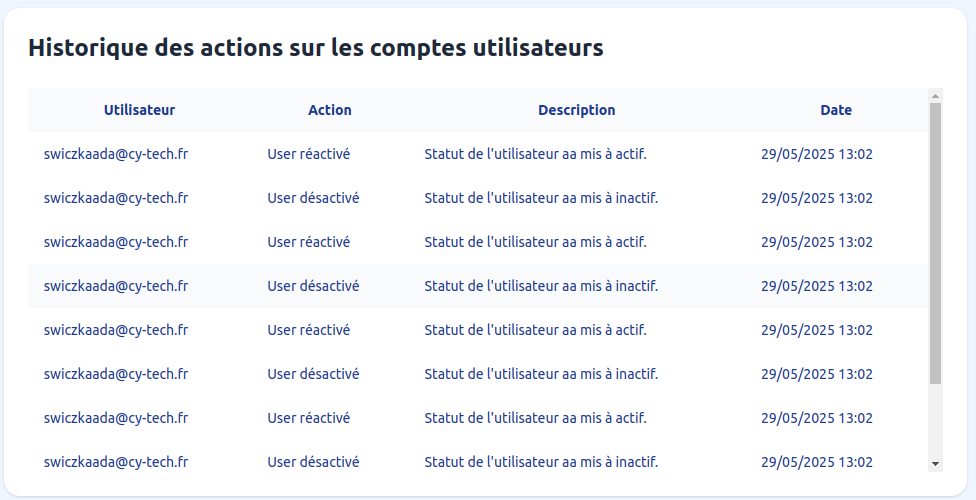 Historique des actions sur les comptes utilisateurs
Utilisateur Action Description Date
swiczkaada@cy-tech.fr User réactivé Statut de l'utilisateur aa mis à actif. 29/05/2025 13:02
swiczkaada@cy-tech.fr User désactivé Statut de l'utilisateur aa mis à inactif. 29/05/2025 13:02
swiczkaada@cy-tech.fr User réactivé Statut de l'utilisateur aa mis à actif. 29/05/2025 13:02
swiczkaada@cy-tech.fr User désactivé Statut de l'utilisateur aa mis à inactif. 29/05/2025 13:02
swiczkaada@cy-tech.fr User réactivé Statut de l'utilisateur aa mis à actif. 29/05/2025 13:02
swiczkaada@cy-tech.fr User désactivé Statut de l'utilisateur aa mis à inactif. 29/05/2025 13:02
swiczkaada@cy-tech.fr User réactivé Statut de l'utilisateur aa mis à actif. 29/05/2025 13:02
swiczkaada@cy-tech.fr User désactivé Statut de l'utilisateur aa mis à inactif. 29/05/2025 13:02